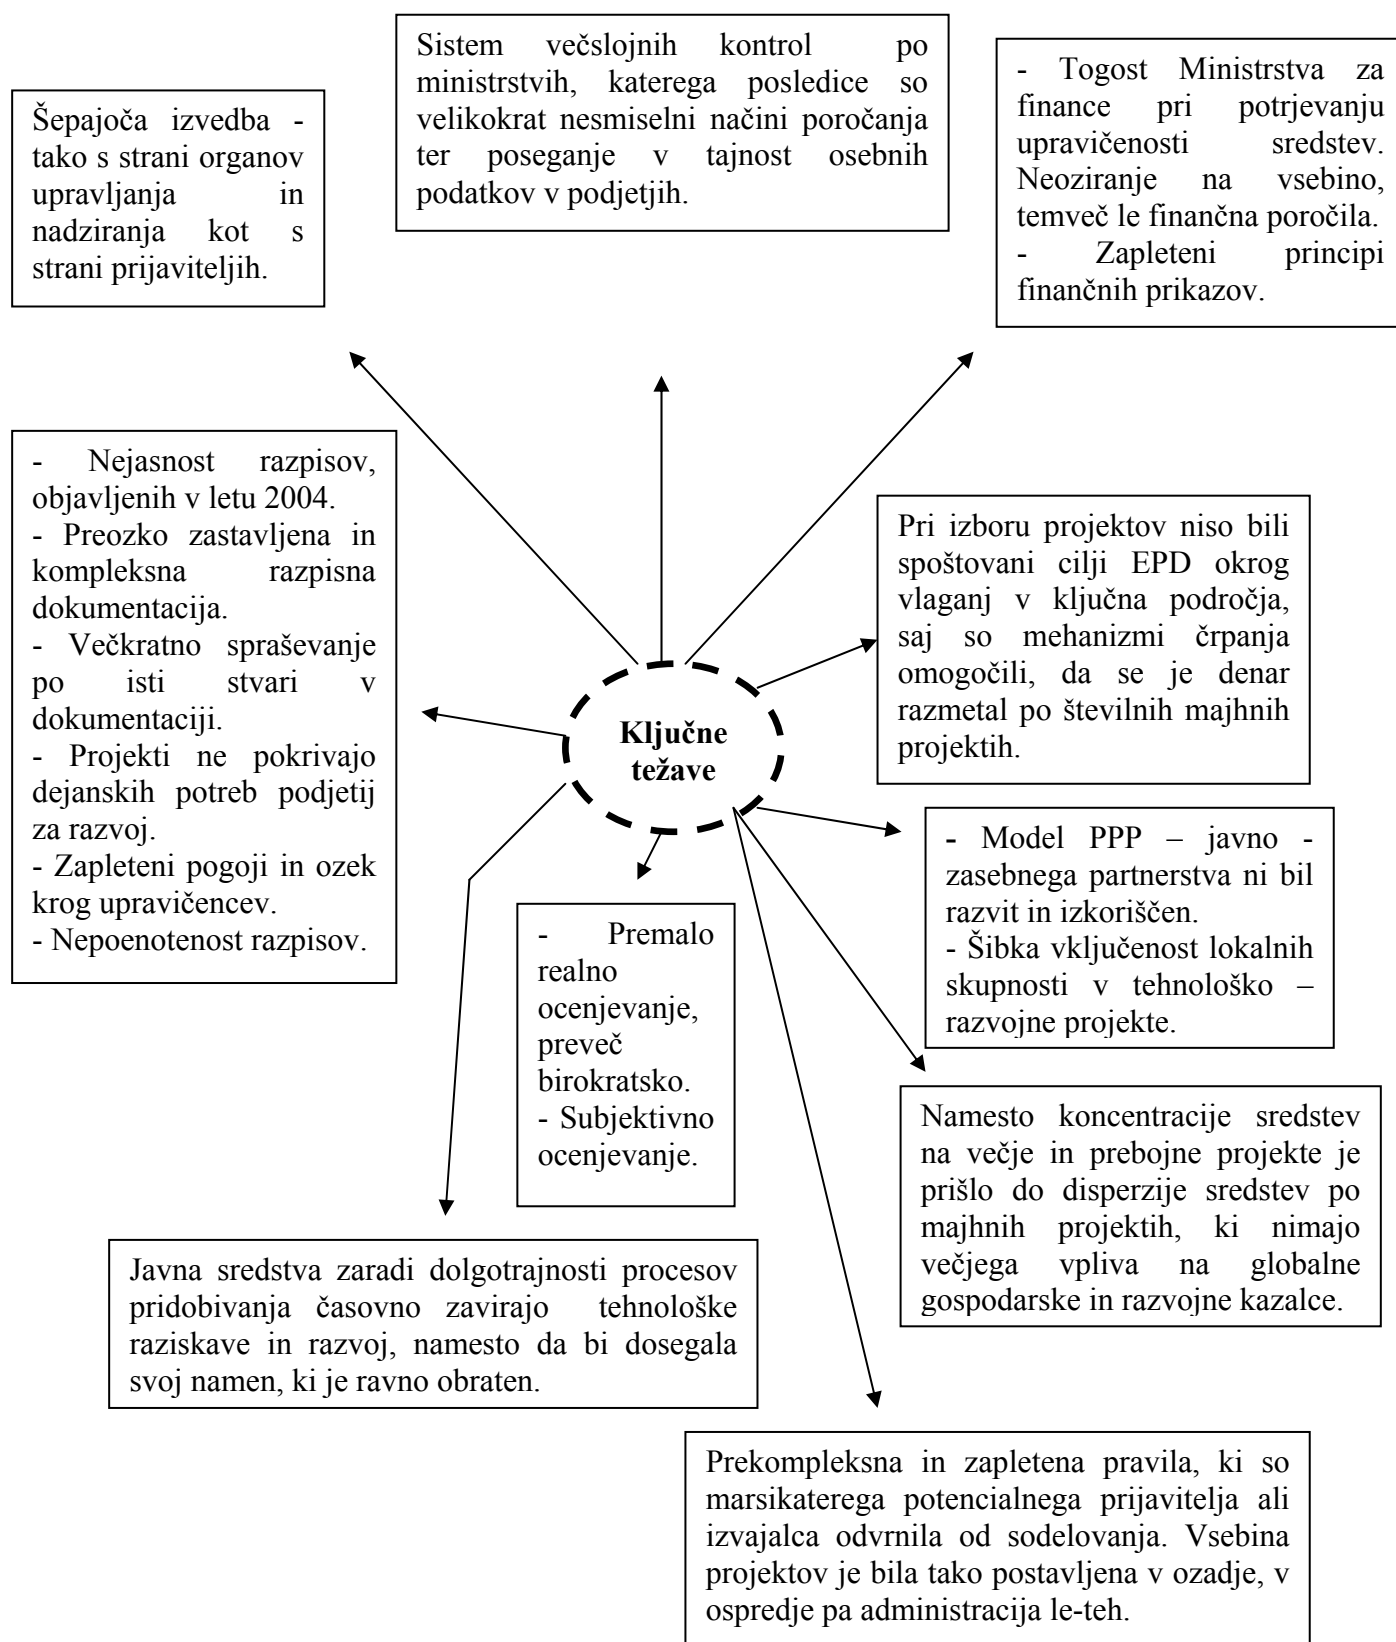 Sistem večslojnih kontrol po
ministrstvih, katerega posledice so
velikokrat nesmiselni načini poročanja
ter poseganje v tajnost osebnih
podatkov v podjetjih.
- Togost Ministrstva za
finance pri potrjevanju
upravičenosti sredstev.
Neoziranje na vsebino,
temveč le finančna poročila.
- Zapleteni principi
finančnih prikazov.
Šepajoča izvedba -
tako s strani organov
upravljanja in
nadziranja kot s
strani prijaviteljih.
- Nejasnost razpisov,
objavljenih v letu 2004.
- Preozko zastavljena in
kompleksna razpisna
dokumentacija.
- Večkratno spraševanje
po isti stvari v
dokumentaciji.
- Projekti ne pokrivajo
dejanskih potreb podjetij
za razvoj.
- Zapleteni pogoji in ozek
krog upravičencev.
- Nepoenotenost razpisov.
Pri izboru projektov niso bili
spoštovani cilji EPD okrog
vlaganj v ključna področja,
saj so mehanizmi črpanja
omogočili, da se je denar
razmetal po številnih majhnih
projektih.
Ključne
težave
- Model PPP – javno -
zasebnega partnerstva ni bil
razvit in izkoriščen.
- Šibka vključenost lokalnih
skupnosti v tehnološko –
razvojne projekte.
- Premalo
realno
ocenjevanje,
preveč
birokratsko.
- Subjektivno
ocenjevanje.
Namesto koncentracije sredstev
na večje in prebojne projekte je
prišlo do disperzije sredstev po
majhnih projektih, ki nimajo
večjega vpliva na globalne
gospodarske in razvojne kazalce.
Javna sredstva zaradi dolgotrajnosti procesov
pridobivanja časovno zavirajo tehnološke
raziskave in razvoj, namesto da bi dosegala
svoj namen, ki je ravno obraten.
Prekompleksna in zapletena pravila, ki so
marsikaterega potencialnega prijavitelja ali
izvajalca odvrnila od sodelovanja. Vsebina
projektov je bila tako postavljena v ozadje, v
ospredje pa administracija le-teh.